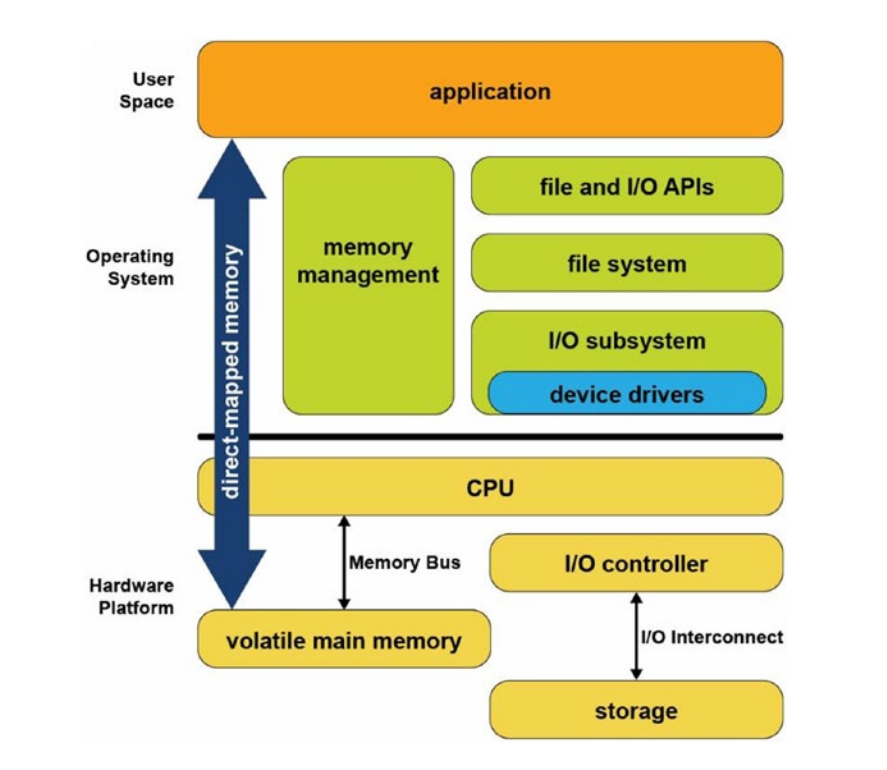 User
Space
application
file and I/O APIs
memory
management
Operating
System
file system
I/O subsystem
device drivers
direct-mapped memory
CPU
Memory Bus
I/O controller
Hardware
Platform
volatile main memory
I/O Interconnect
storage